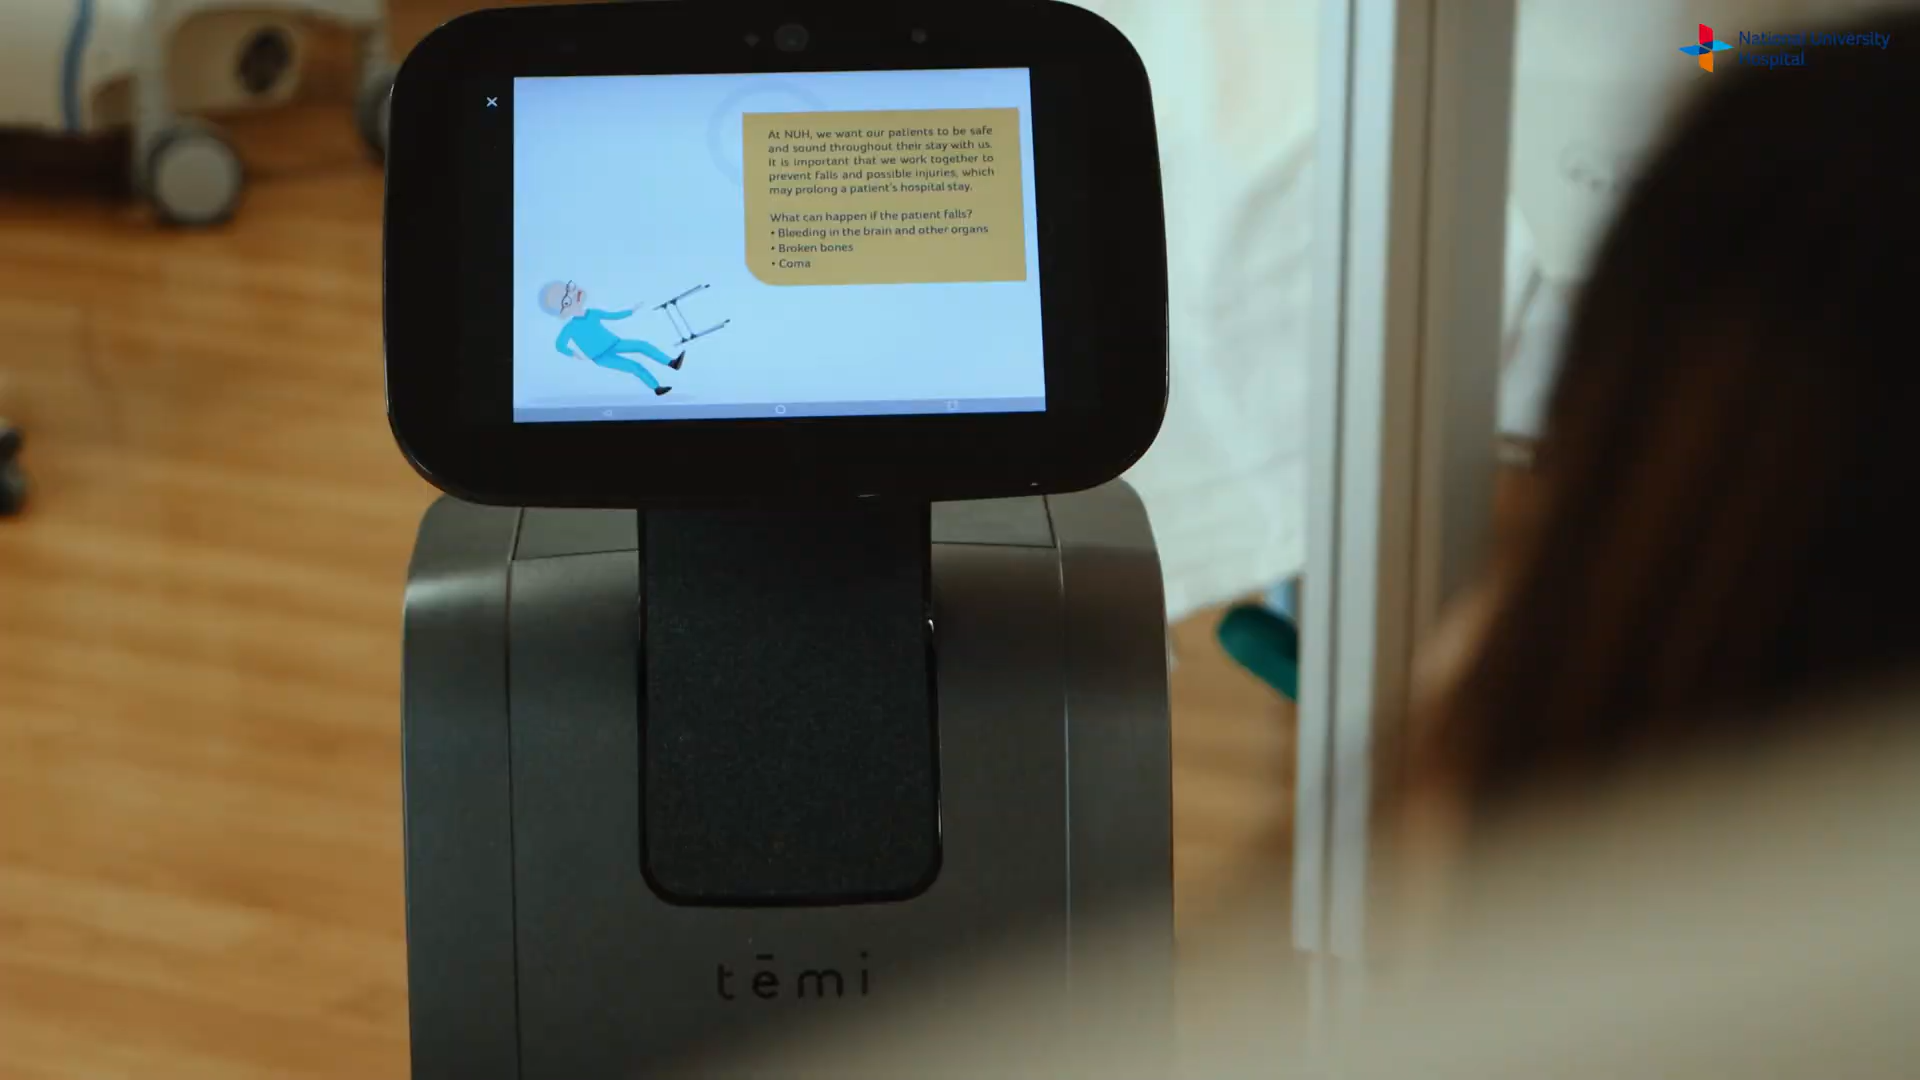 National University
Hospital
At NUH, we want our patients to be safe
and sound throughout their stay with us.
It is important that we work together to
prevent falls and possible injuries, which
may prolong a patient's hospital stay.
What can happen if the patient falls?
• Bleeding in the brain and other organs
• Broken bones
• Coma
tēmi